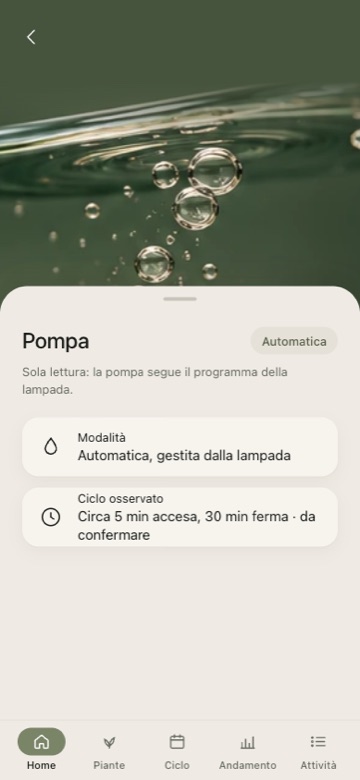 Pompa
Automatica
Sola lettura: la pompa segue il programma della
lampada.
Modalità
Automatica, gestita dalla lampada
Ciclo osservato
Circa 5 min accesa, 30 min ferma · da
confermare
Home
Piante
Ciclo
Andamento
Attività